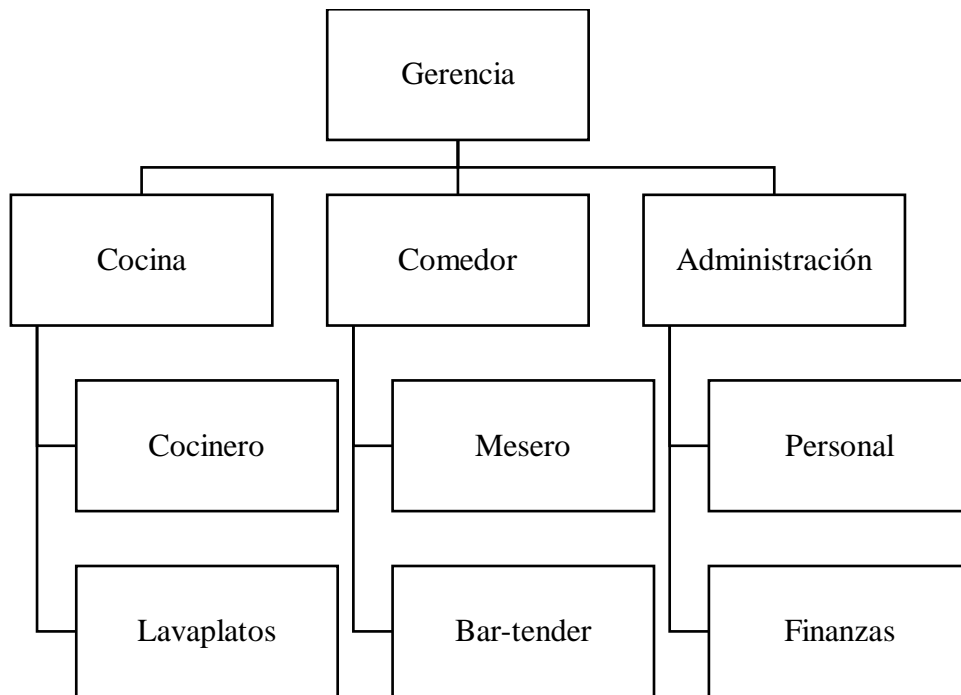 Gerencia
Cocina
Comedor
Administración
Cocinero
Mesero
Personal
Lavaplatos
Bar-tender
Finanzas